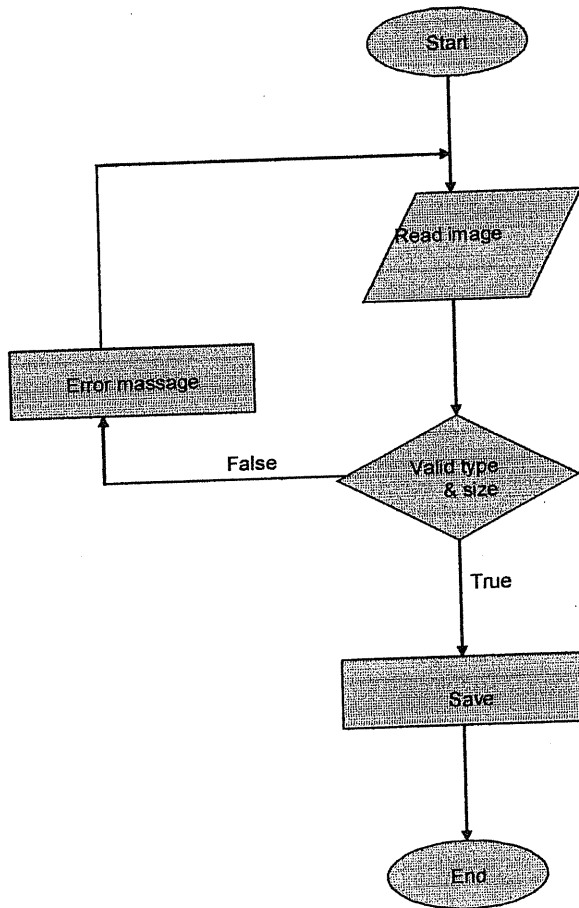 Start
Read image
Error massage
False
Valid type
& size
True
Save
End